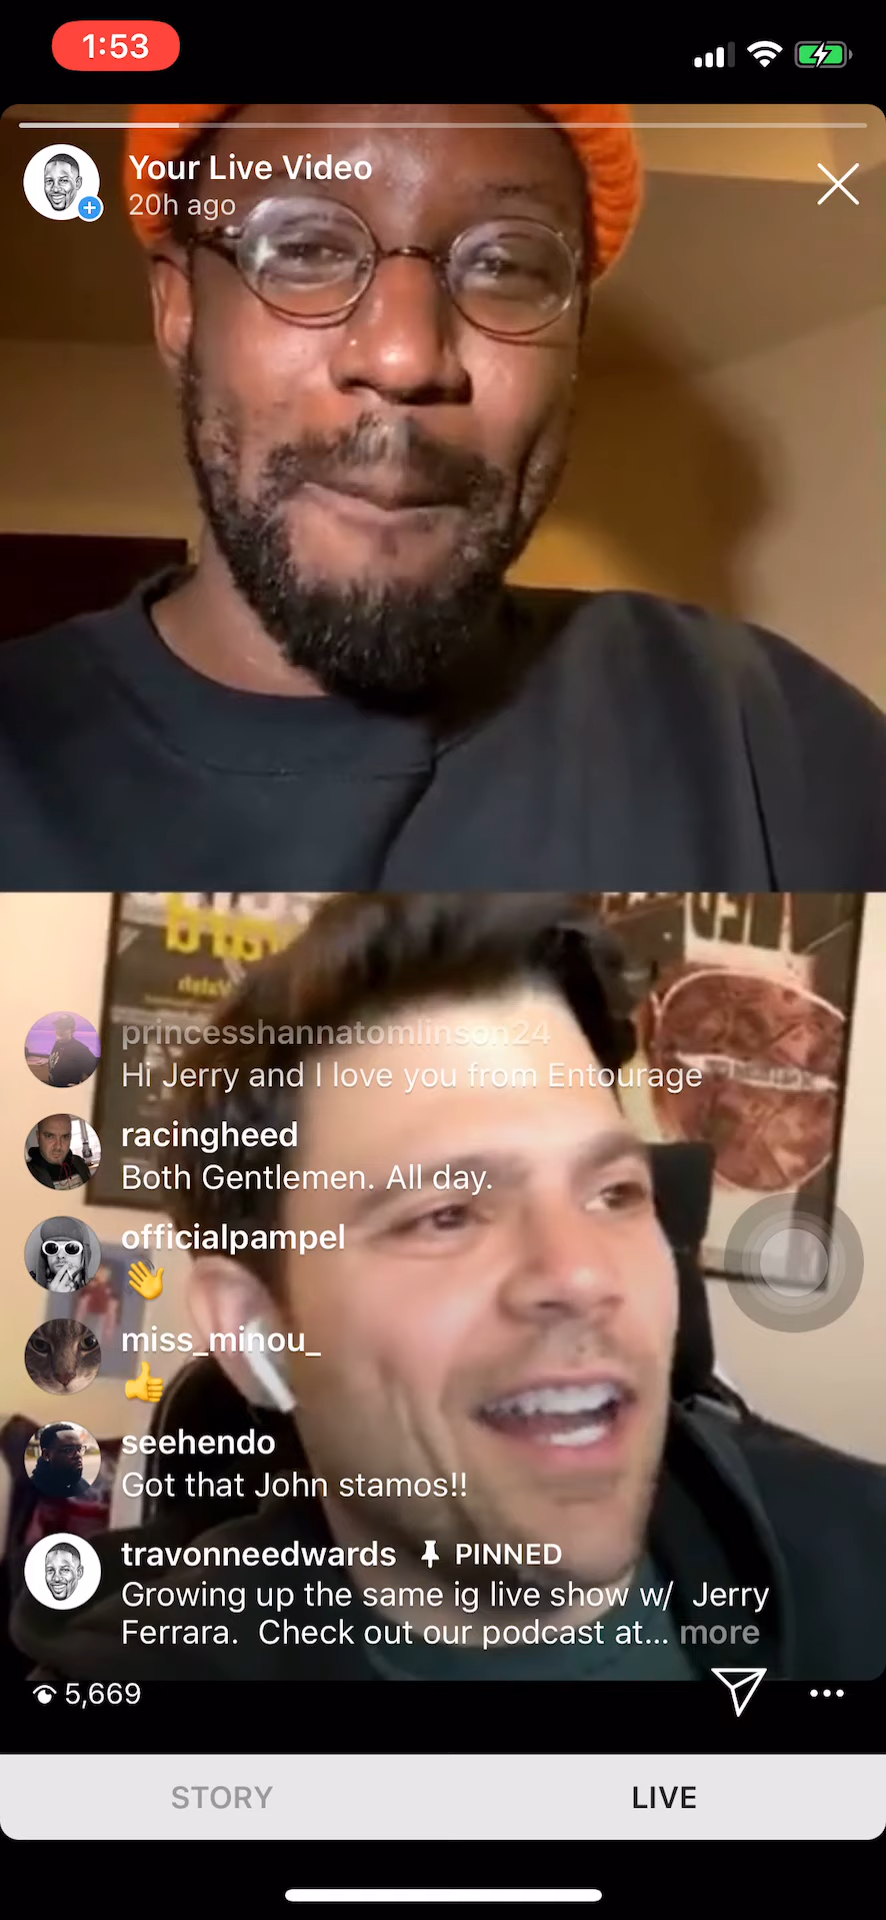 1:53
Your Live Video
20h ago
princesshannatomlinson24
Hi Jerry and I love you from Entourage
racingheed
Both Gentlemen. All day.
officialpampel
👋
miss_minou_
👍
seehendo
Got that John stamos!!
travonneedwards PINNED
Growing up the same ig live show w/ Jerry
Ferrara. Check out our podcast at... more
5,669
STORY LIVE